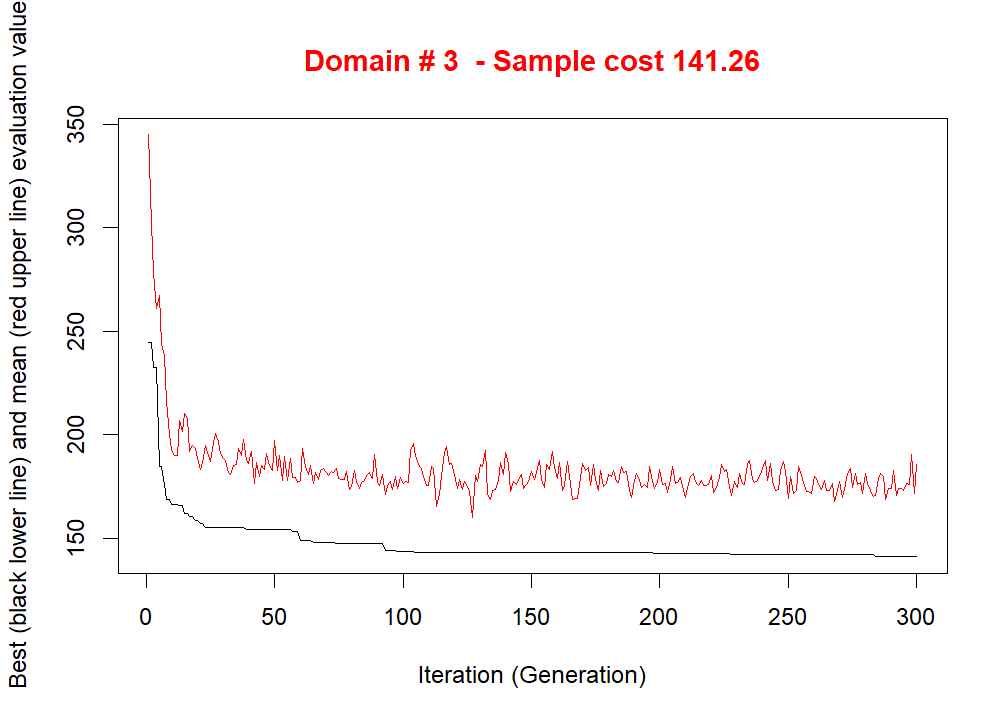 Domain # 3  - Sample cost 141.26
Best (black lower line) and mean (red upper line) evaluation value
350
300
250
200
150
0 50 100 150 200 250 300
Iteration (Generation)